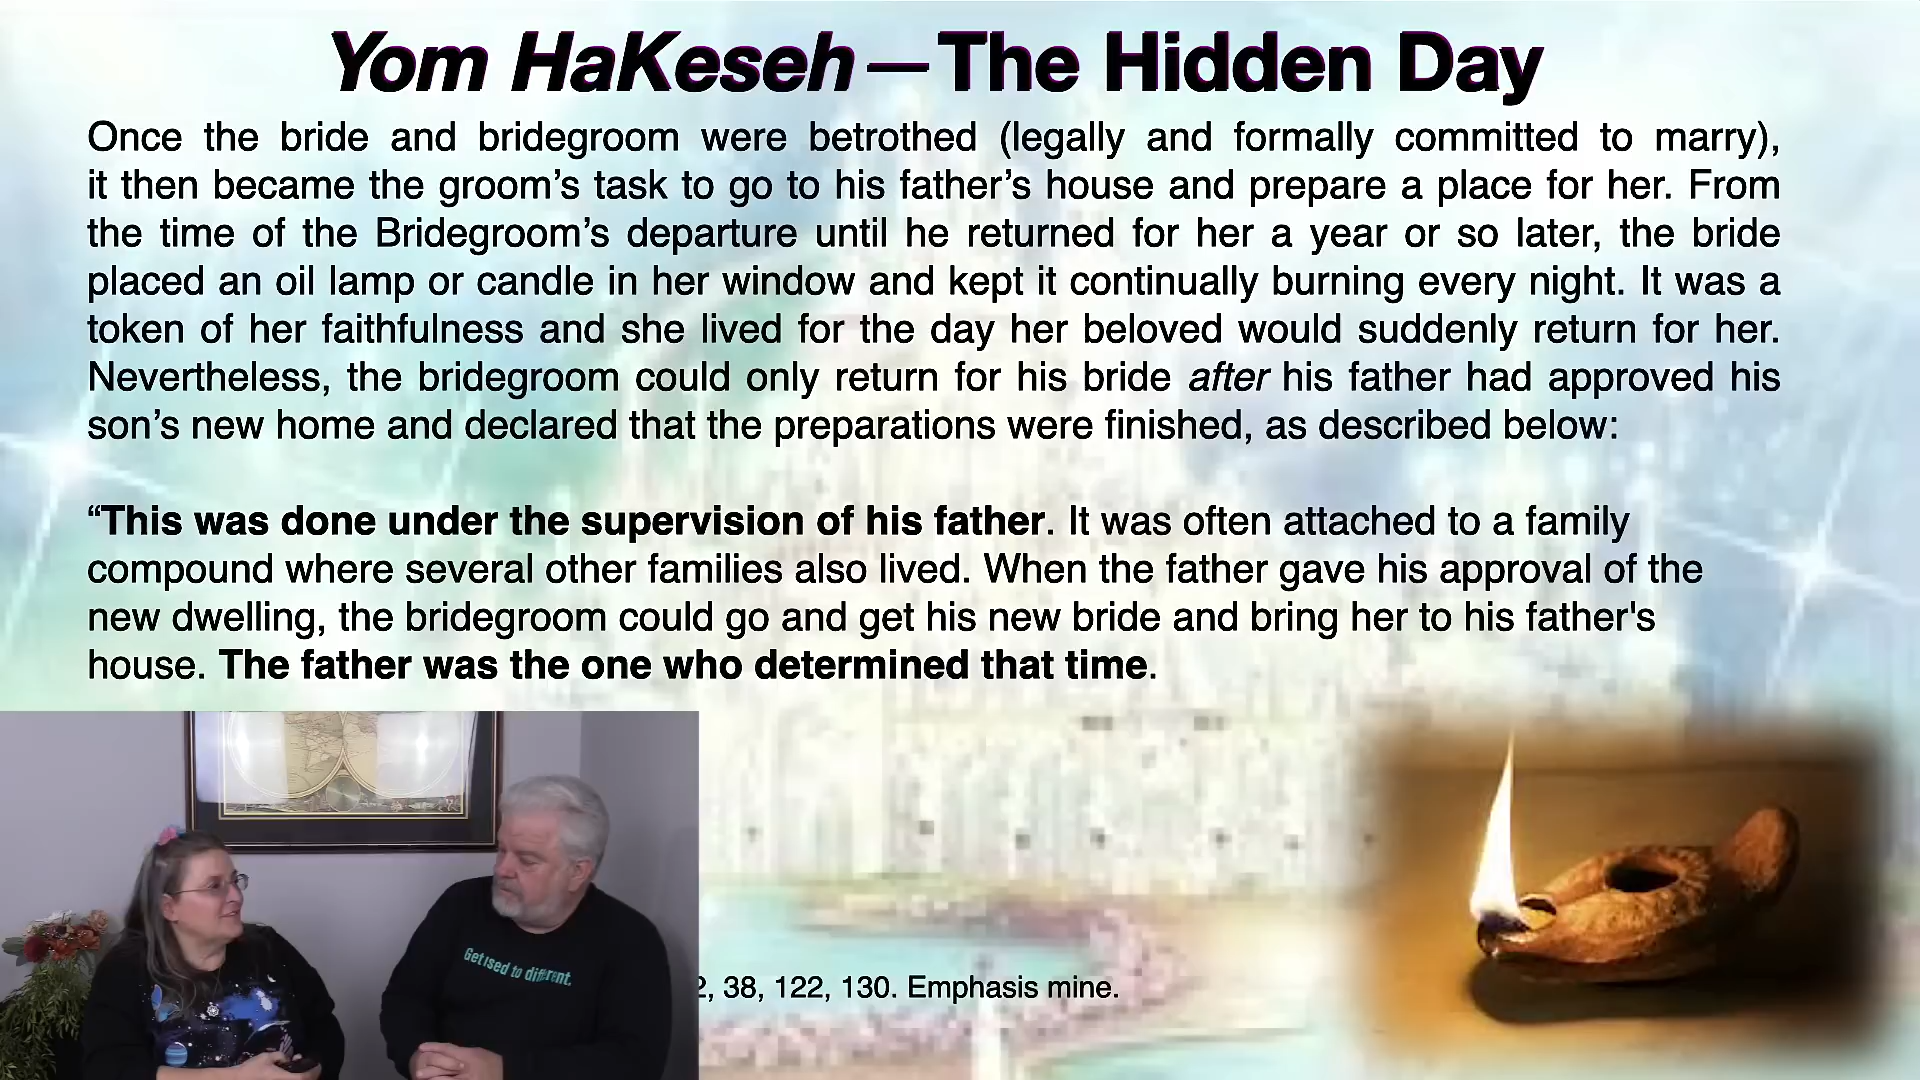 Yom HaKeseh—The Hidden Day
Once the bride and bridegroom were betrothed (legally and formally committed to marry),
it then became the groom’s task to go to his father’s house and prepare a place for her. From
the time of the Bridegroom’s departure until he returned for her a year or so later, the bride
placed an oil lamp or candle in her window and kept it continually burning every night. It was a
token of her faithfulness and she lived for the day her beloved would suddenly return for her.
Nevertheless, the bridegroom could only return for his bride after his father had approved his
son’s new home and declared that the preparations were finished, as described below:
“This was done under the supervision of his father. It was often attached to a family
compound where several other families also lived. When the father gave his approval of the
new dwelling, the bridegroom could go and get his new bride and bring her to his father's
house. The father was the one who determined that time.
Get used to different.
2, 38, 122, 130. Emphasis mine.